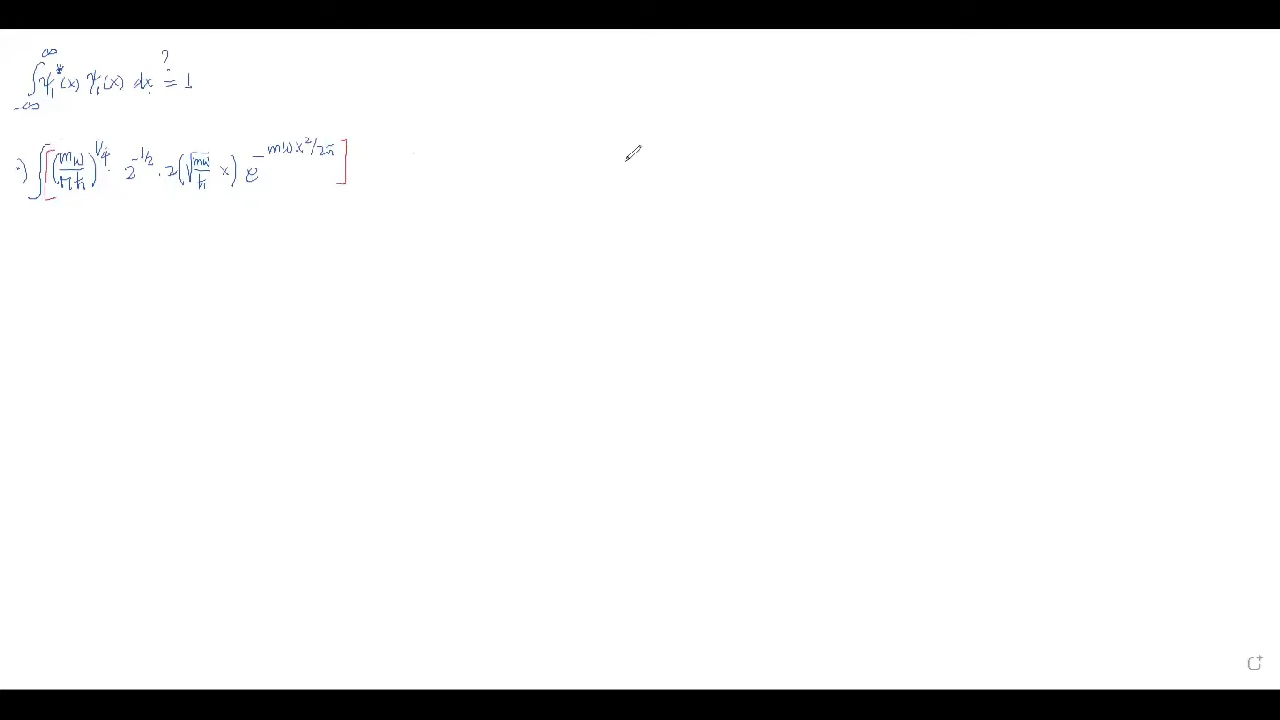 ∫_{-∞}^{∞} ψ₁*(x) ψ₁(x) dx ≟ 1
∴) ∫ [ (mω/πħ)^{1/4} · 2^{-1/2} · 2(√(mω/ħ) x) e^{-mωx²/2ħ} ]